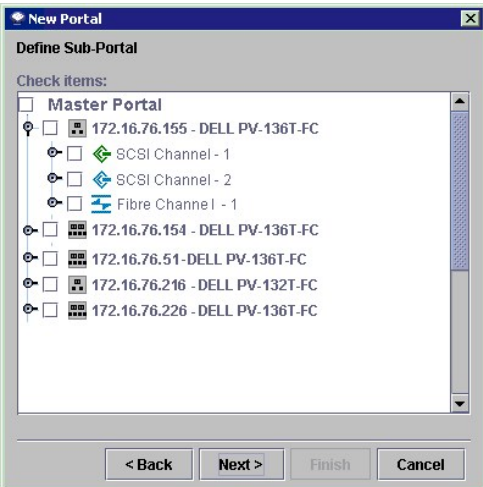 New Portal
Define Sub-Portal
Check items:
Master Portal
172.16.76.155 - DELL PV-136T-FC
SCSI Channel - 1
SCSI Channel - 2
Fibre Channel - 1
172.16.76.154 - DELL PV-136T-FC
172.16.76.51-DELL PV-136T-FC
172.16.76.216 - DELL PV-132T-FC
172.16.76.226 - DELL PV-136T-FC
< Back Next > Finish Cancel